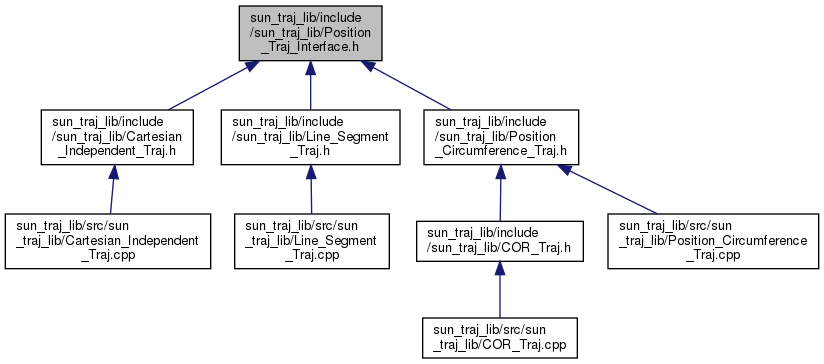 sun_traj_lib/include
/sun_traj_lib/Position
_Traj_Interface.h
sun_traj_lib/include
/sun_traj_lib/Cartesian
_Independent_Traj.h
sun_traj_lib/include
/sun_traj_lib/Line_Segment
_Traj.h
sun_traj_lib/include
/sun_traj_lib/Position
_Circumference_Traj.h
sun_traj_lib/src/sun
_traj_lib/Cartesian_Independent
_Traj.cpp
sun_traj_lib/src/sun
_traj_lib/Line_Segment
_Traj.cpp
sun_traj_lib/include
/sun_traj_lib/COR_Traj.h
sun_traj_lib/src/sun
_traj_lib/Position_Circumference
_Traj.cpp
sun_traj_lib/src/sun
_traj_lib/COR_Traj.cpp